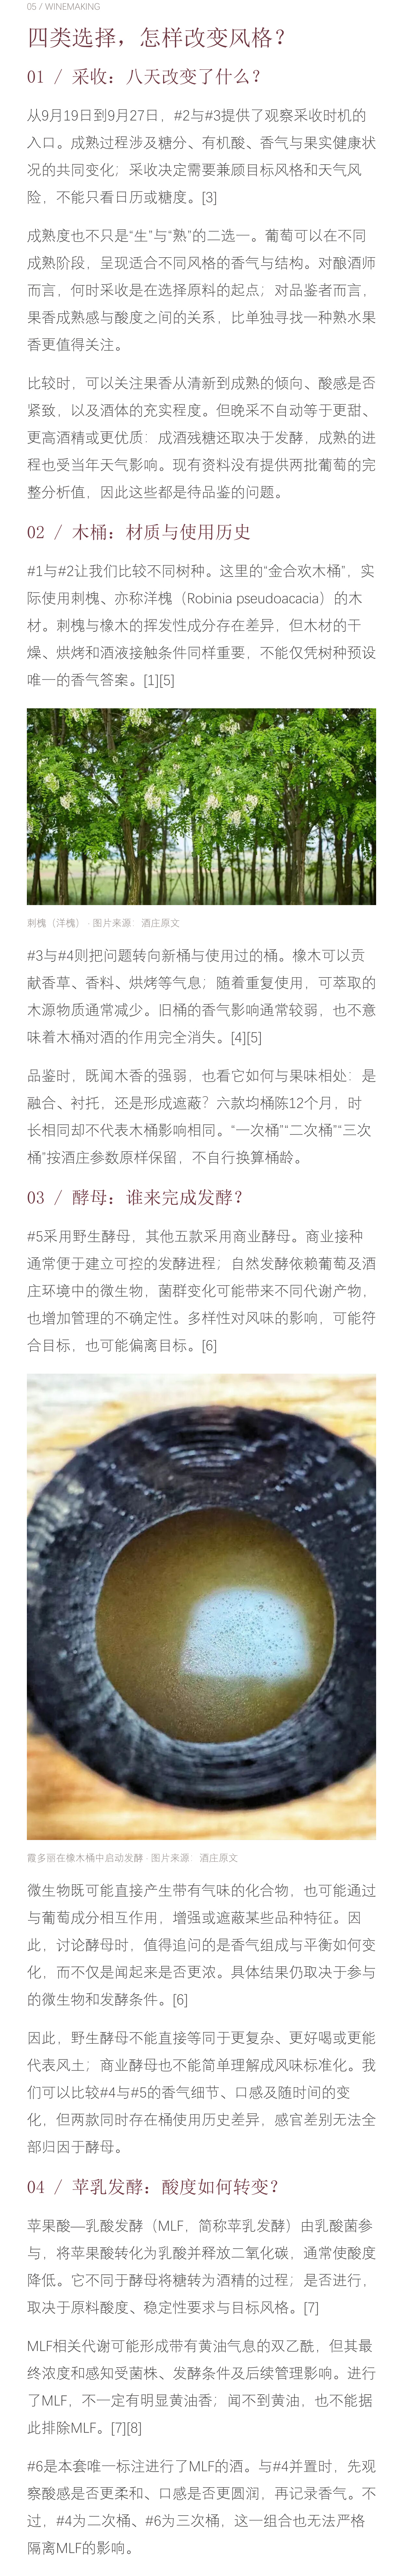 05 / WINEMAKING
四类选择，怎样改变风格？
01 / 采收：八天改变了什么？
从9月19日到9月27日，#2与#3提供了观察采收时机的
入口。成熟过程涉及糖分、有机酸、香气与果实健康状
况的共同变化；采收决定需要兼顾目标风格和天气风
险，不能只看日历或糖度。[3]
成熟度也不只是“生”与“熟”的二选一。葡萄可以在不同
成熟阶段，呈现适合不同风格的香气与结构。对酿酒师
而言，何时采收是在选择原料的起点；对品鉴者而言，
果香成熟感与酸度之间的关系，比单独寻找一种熟水果
香更值得关注。
比较时，可以关注果香从清新到成熟的倾向、酸感是否
紧致，以及酒体的充实程度。但晚采不自动等于更甜、
更高酒精或更优质：成酒残糖还取决于发酵，成熟的进
程也受当年天气影响。现有资料没有提供两批葡萄的完
整分析值，因此这些都是待品鉴的问题。
02 / 木桶：材质与使用历史
#1与#2让我们比较不同树种。这里的“金合欢木桶”，实
际使用刺槐、亦称洋槐（Robinia pseudoacacia）的木
材。刺槐与橡木的挥发性成分存在差异，但木材的干
燥、烘烤和酒液接触条件同样重要，不能仅凭树种预设
唯一的香气答案。[1][5]
刺槐（洋槐） · 图片来源：酒庄原文
#3与#4则把问题转向新桶与使用过的桶。橡木可以贡
献香草、香料、烘烤等气息；随着重复使用，可萃取的
木源物质通常减少。旧桶的香气影响通常较弱，也不意
味着木桶对酒的作用完全消失。[4][5]
品鉴时，既闻木香的强弱，也看它如何与果味相处：是
融合、衬托，还是形成遮蔽？六款均桶陈12个月，时
长相同却不代表木桶影响相同。“一次桶”“二次桶”“三次
桶”按酒庄参数原样保留，不自行换算桶龄。
03 / 酵母：谁来完成发酵？
#5采用野生酵母，其他五款采用商业酵母。商业接种
通常便于建立可控的发酵进程；自然发酵依赖葡萄及酒
庄环境中的微生物，菌群变化可能带来不同代谢产物，
也增加管理的不确定性。多样性对风味的影响，可能符
合目标，也可能偏离目标。[6]
霞多丽在橡木桶中启动发酵 · 图片来源：酒庄原文
微生物既可能直接产生带有气味的化合物，也可能通过
与葡萄成分相互作用，增强或遮蔽某些品种特征。因
此，讨论酵母时，值得追问的是香气组成与平衡如何变
化，而不仅是闻起来是否更浓。具体结果仍取决于参与
的微生物和发酵条件。[6]
因此，野生酵母不能直接等同于更复杂、更好喝或更能
代表风土；商业酵母也不能简单理解成风味标准化。我
们可以比较#4与#5的香气细节、口感及随时间的变
化，但两款同时存在桶使用历史差异，感官差别无法全
部归因于酵母。
04 / 苹乳发酵：酸度如何转变？
苹果酸—乳酸发酵（MLF，简称苹乳发酵）由乳酸菌参
与，将苹果酸转化为乳酸并释放二氧化碳，通常使酸度
降低。它不同于酵母将糖转为酒精的过程；是否进行，
取决于原料酸度、稳定性要求与目标风格。[7]
MLF相关代谢可能形成带有黄油气息的双乙酰，但其最
终浓度和感知受菌株、发酵条件及后续管理影响。进行
了MLF，不一定有明显黄油香；闻不到黄油，也不能据
此排除MLF。[7][8]
#6是本套唯一标注进行了MLF的酒。与#4并置时，先观
察酸感是否更柔和、口感是否更圆润，再记录香气。不
过，#4为二次桶、#6为三次桶，这一组合也无法严格
隔离MLF的影响。